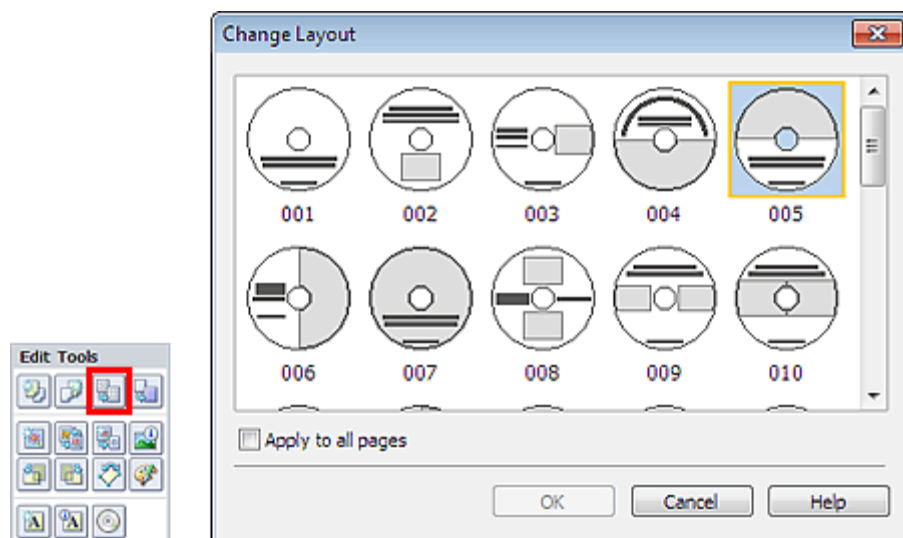 Change Layout
001 002 003 004 005
006 007 008 009 010
Apply to all pages
OK Cancel Help
Edit Tools
A A